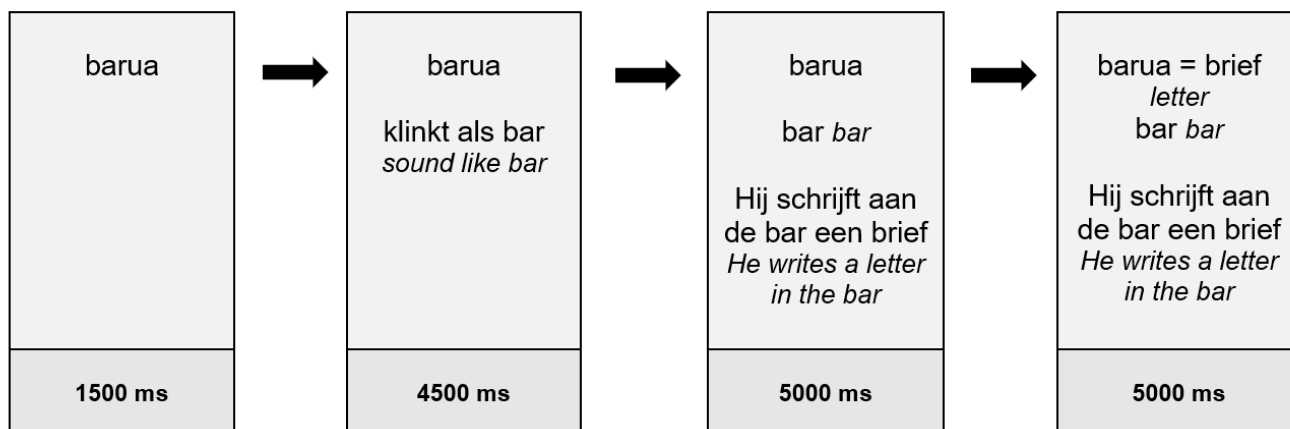 barua
1500 ms
barua
klinkt als bar
sound like bar
4500 ms
barua
bar bar
Hij schrijft aan
de bar een brief
He writes a letter
in the bar
5000 ms
barua = brief
letter
bar bar
Hij schrijft aan
de bar een brief
He writes a letter
in the bar
5000 ms